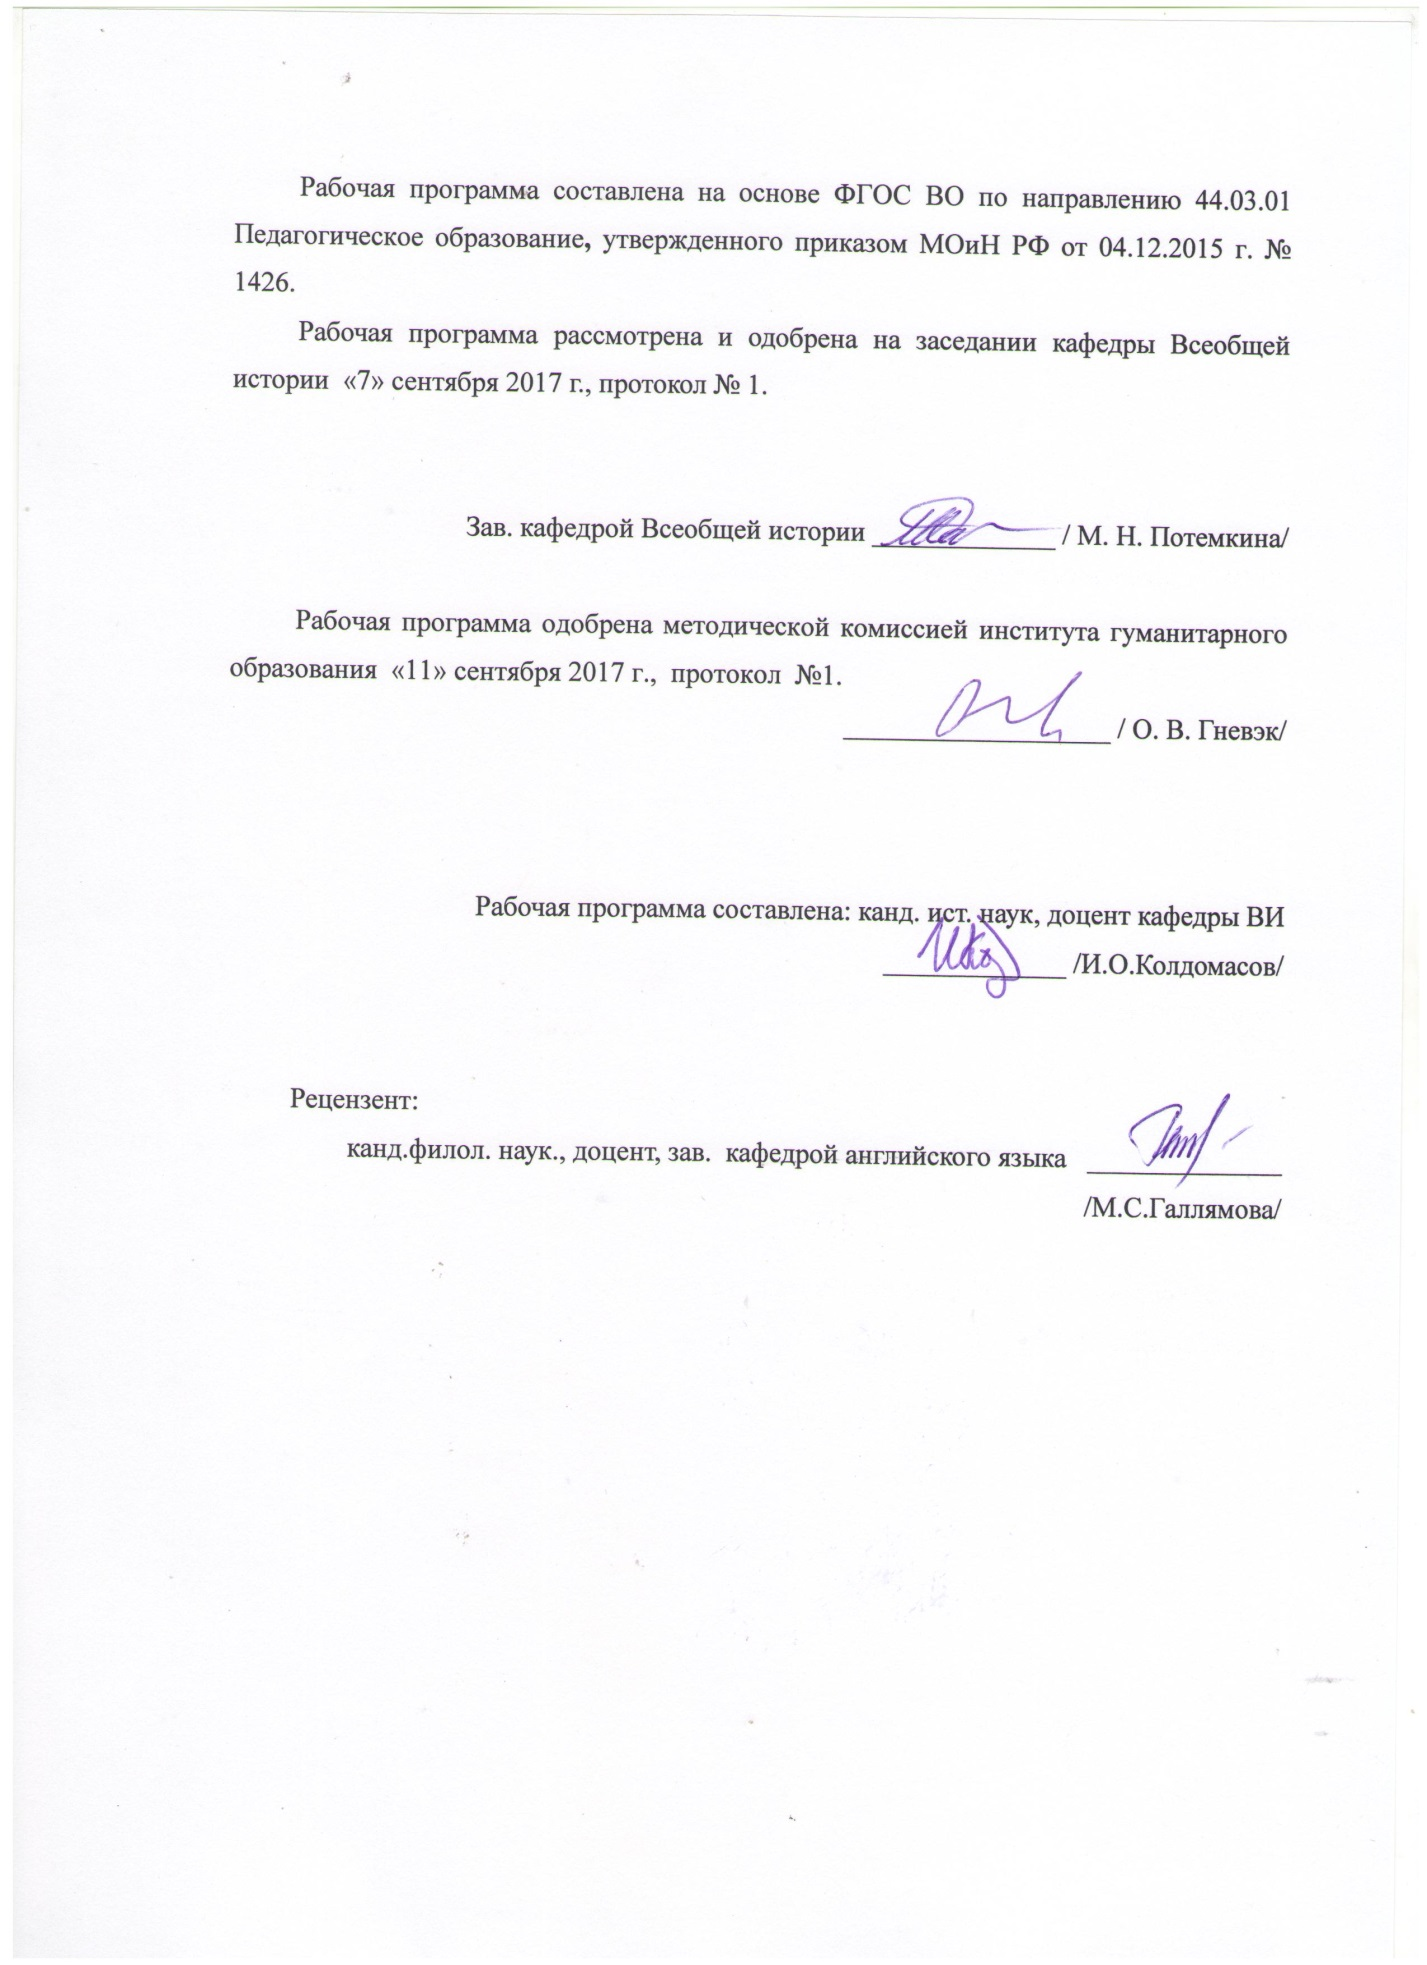 Рабочая программа составлена на основе ФГОС ВО по направлению 44.03.01
Педагогическое образование, утвержденного приказом МОиН РФ от 04.12.2015 г. №
1426.
Рабочая программа рассмотрена и одобрена на заседании кафедры Всеобщей
истории «7» сентября 2017 г., протокол № 1.
Зав. кафедрой Всеобщей истории _____________ / М. Н. Потемкина/
Рабочая программа одобрена методической комиссией института гуманитарного
образования «11» сентября 2017 г., протокол №1.
___________________ / О. В. Гневэк/
Рабочая программа составлена: канд. ист. наук, доцент кафедры ВИ
_____________ /И.О.Колдомасов/
Рецензент:
канд.филол. наук., доцент, зав. кафедрой английского языка ______________
/М.С.Галлямова/